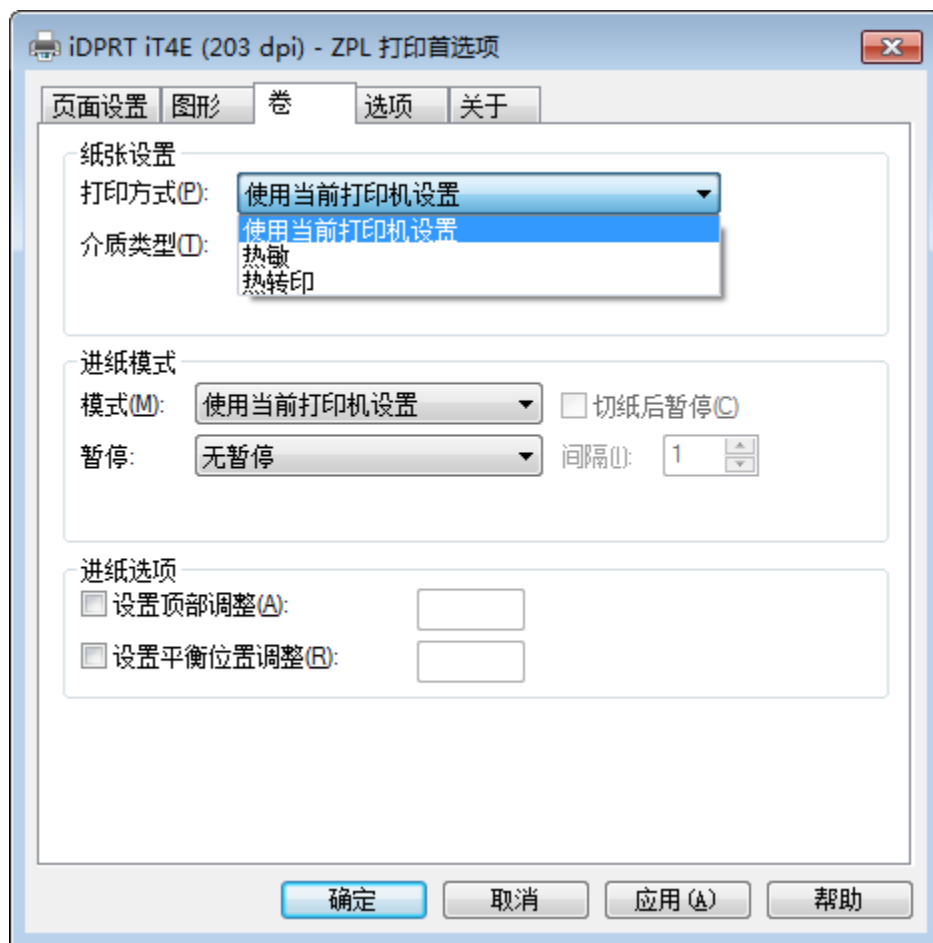 iDPRT iT4E (203 dpi) - ZPL 打印首选项
页面设置 图形 卷 选项 关于
纸张设置
打印方式(P): 使用当前打印机设置
使用当前打印机设置
介质类型(T):
热敏
热转印
进纸模式
模式(M): 使用当前打印机设置 切纸后暂停(C)
暂停: 无暂停 间隔(I): 1
进纸选项
设置顶部调整(A):
设置平衡位置调整(R):
确定 取消 应用(A) 帮助